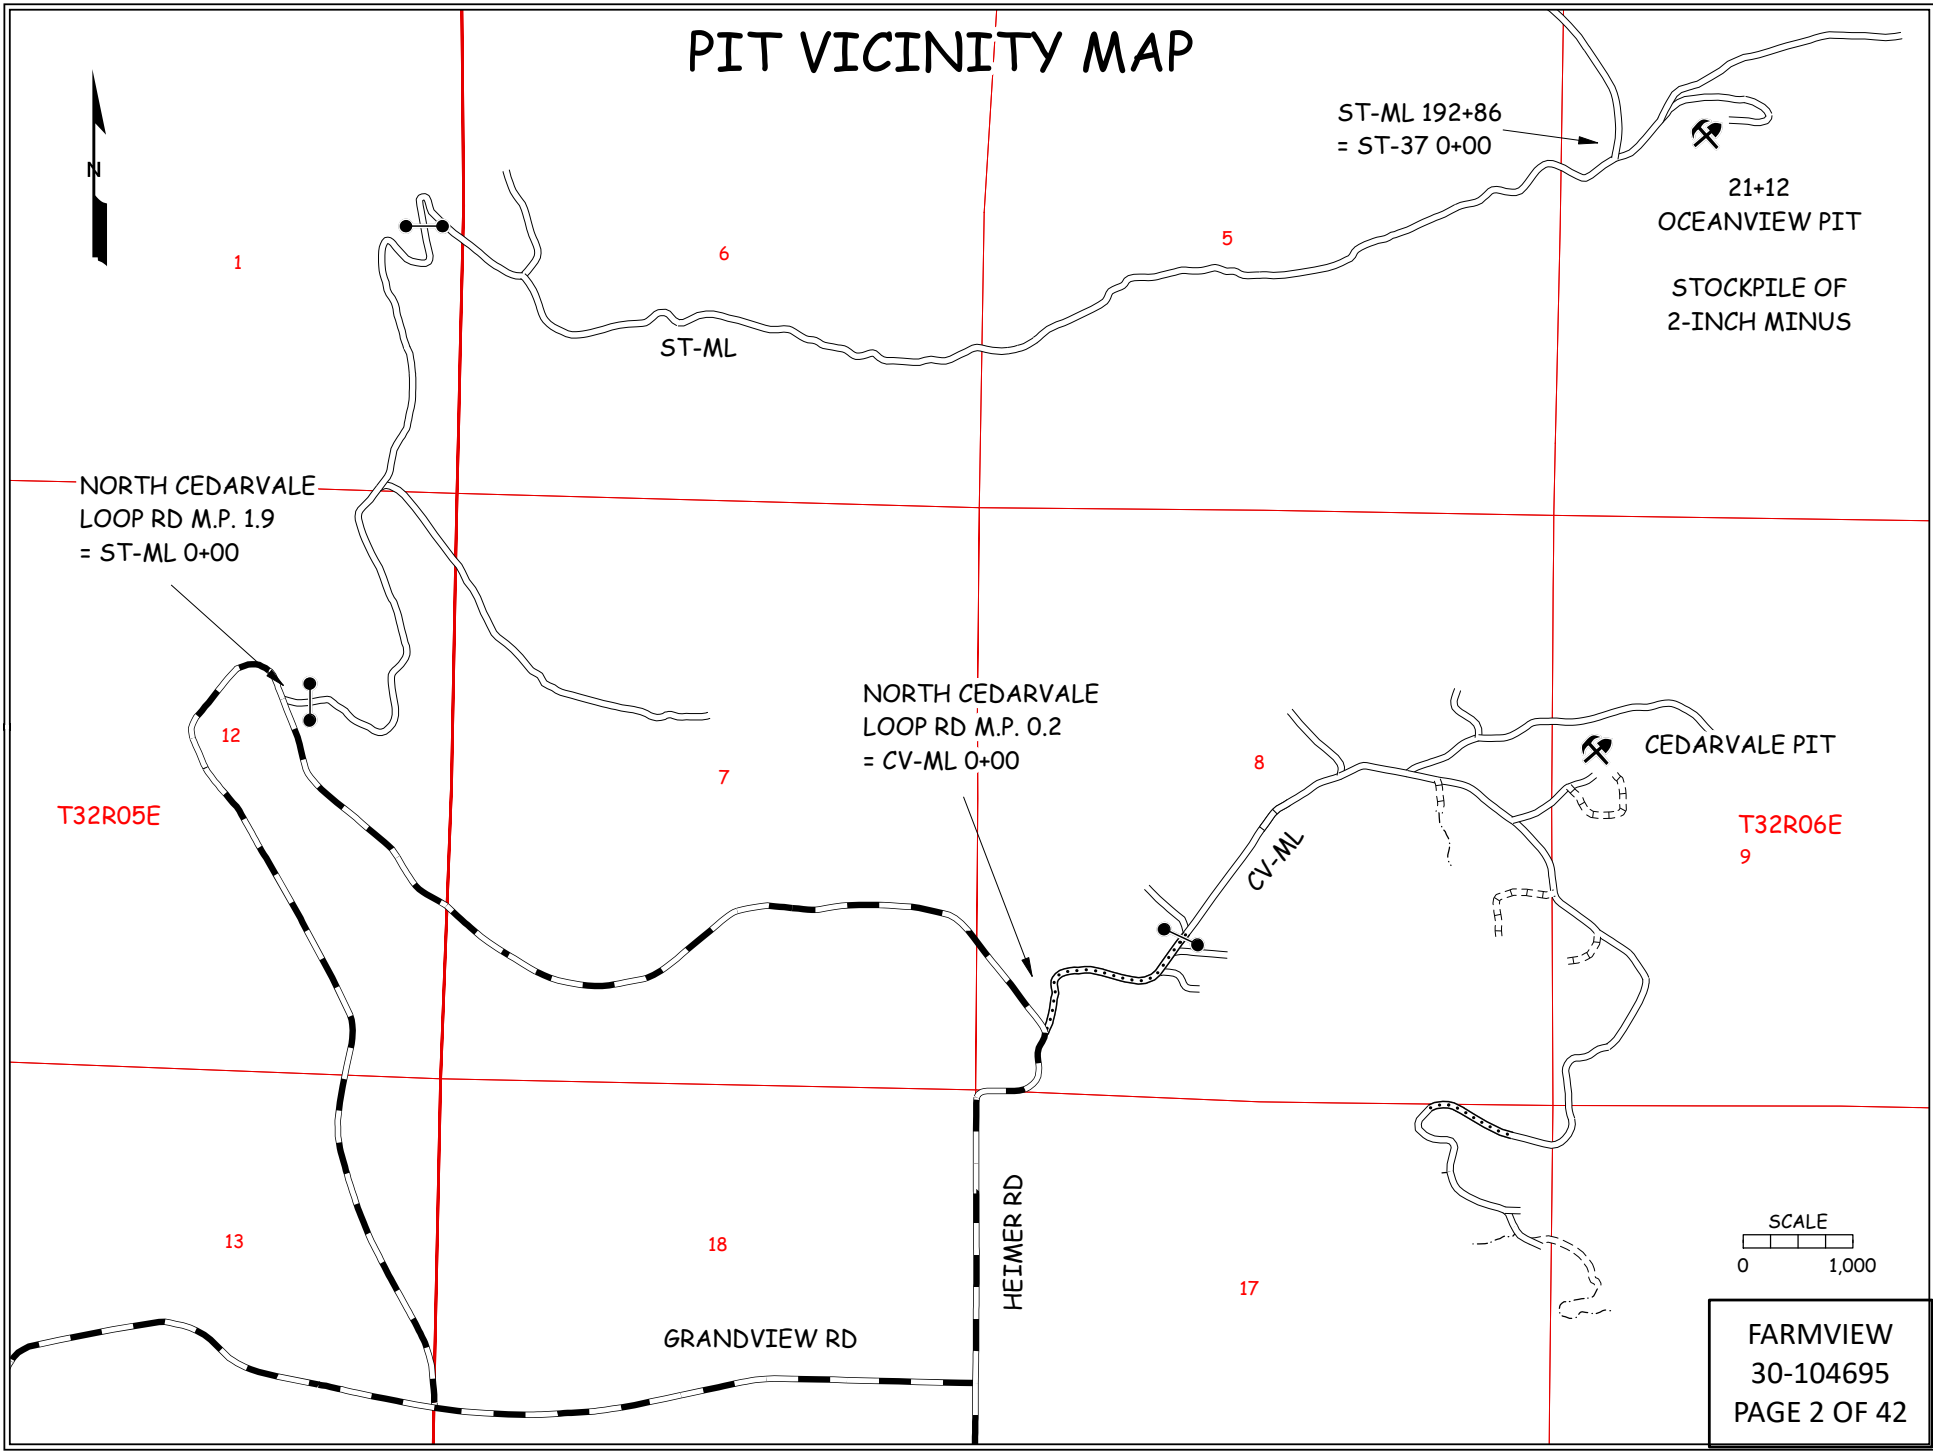 PIT VICINITY MAP
N
ST-ML 192+86
= ST-37 0+00
21+12
OCEANVIEW PIT
STOCKPILE OF
2-INCH MINUS
1
6
5
ST-ML
NORTH CEDARVALE
LOOP RD M.P. 1.9
= ST-ML 0+00
NORTH CEDARVALE
LOOP RD M.P. 0.2
= CV-ML 0+00
12
7
8
CEDARVALE PIT
T32R05E
T32R06E
9
CV-ML
13
18
17
HEIMER RD
GRANDVIEW RD
SCALE
0 1,000
FARMVIEW
30-104695
PAGE 2 OF 42